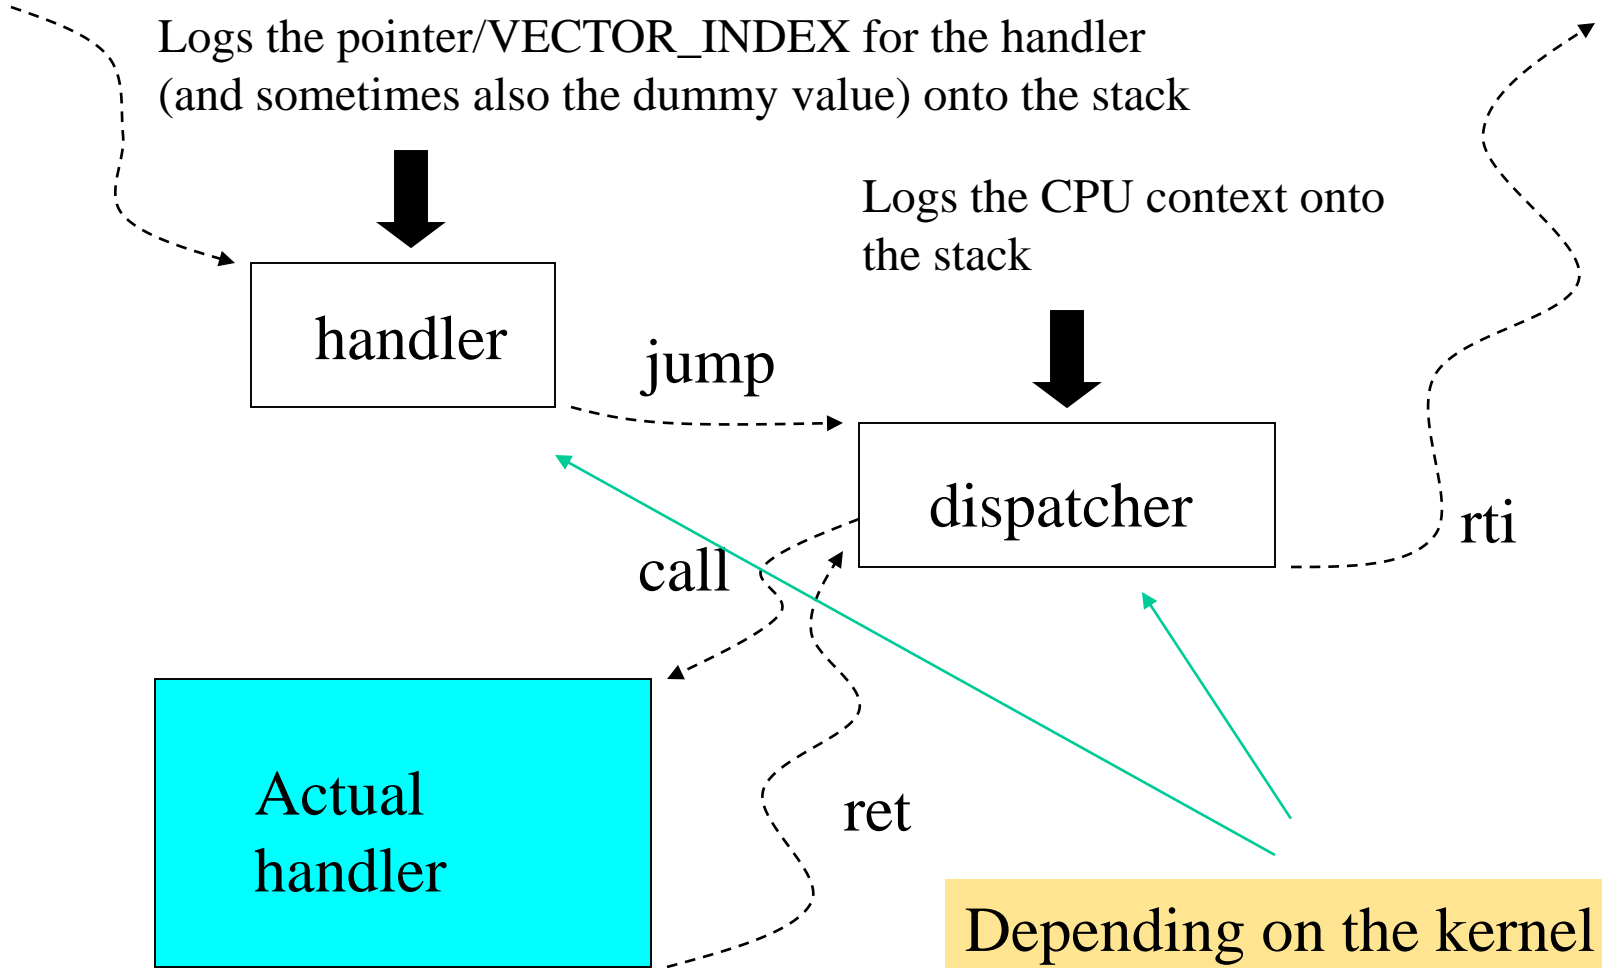 Logs the pointer/VECTOR_INDEX for the handler
(and sometimes also the dummy value) onto the stack
Logs the CPU context onto
the stack
handler
jump
dispatcher
rti
call
Actual
handler
ret
Depending on the kernel